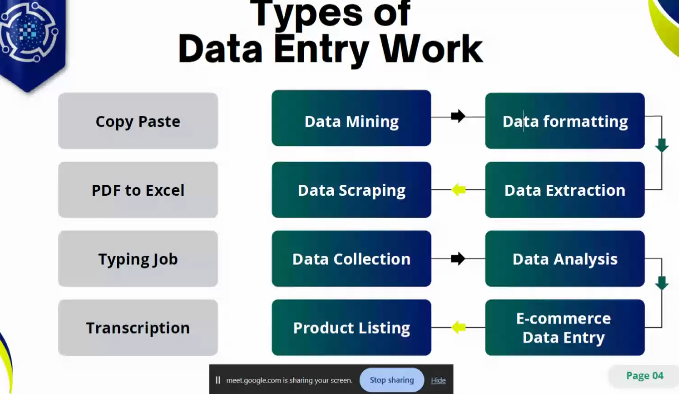 Types of
Data Entry Work
Copy Paste
Data Mining
Data formatting
PDF to Excel
Data Scraping
Data Extraction
Typing Job
Data Collection
Data Analysis
Transcription
Product Listing
E-commerce
Data Entry
meet.google.com is sharing your screen.
Stop sharing
Hide
Page 04